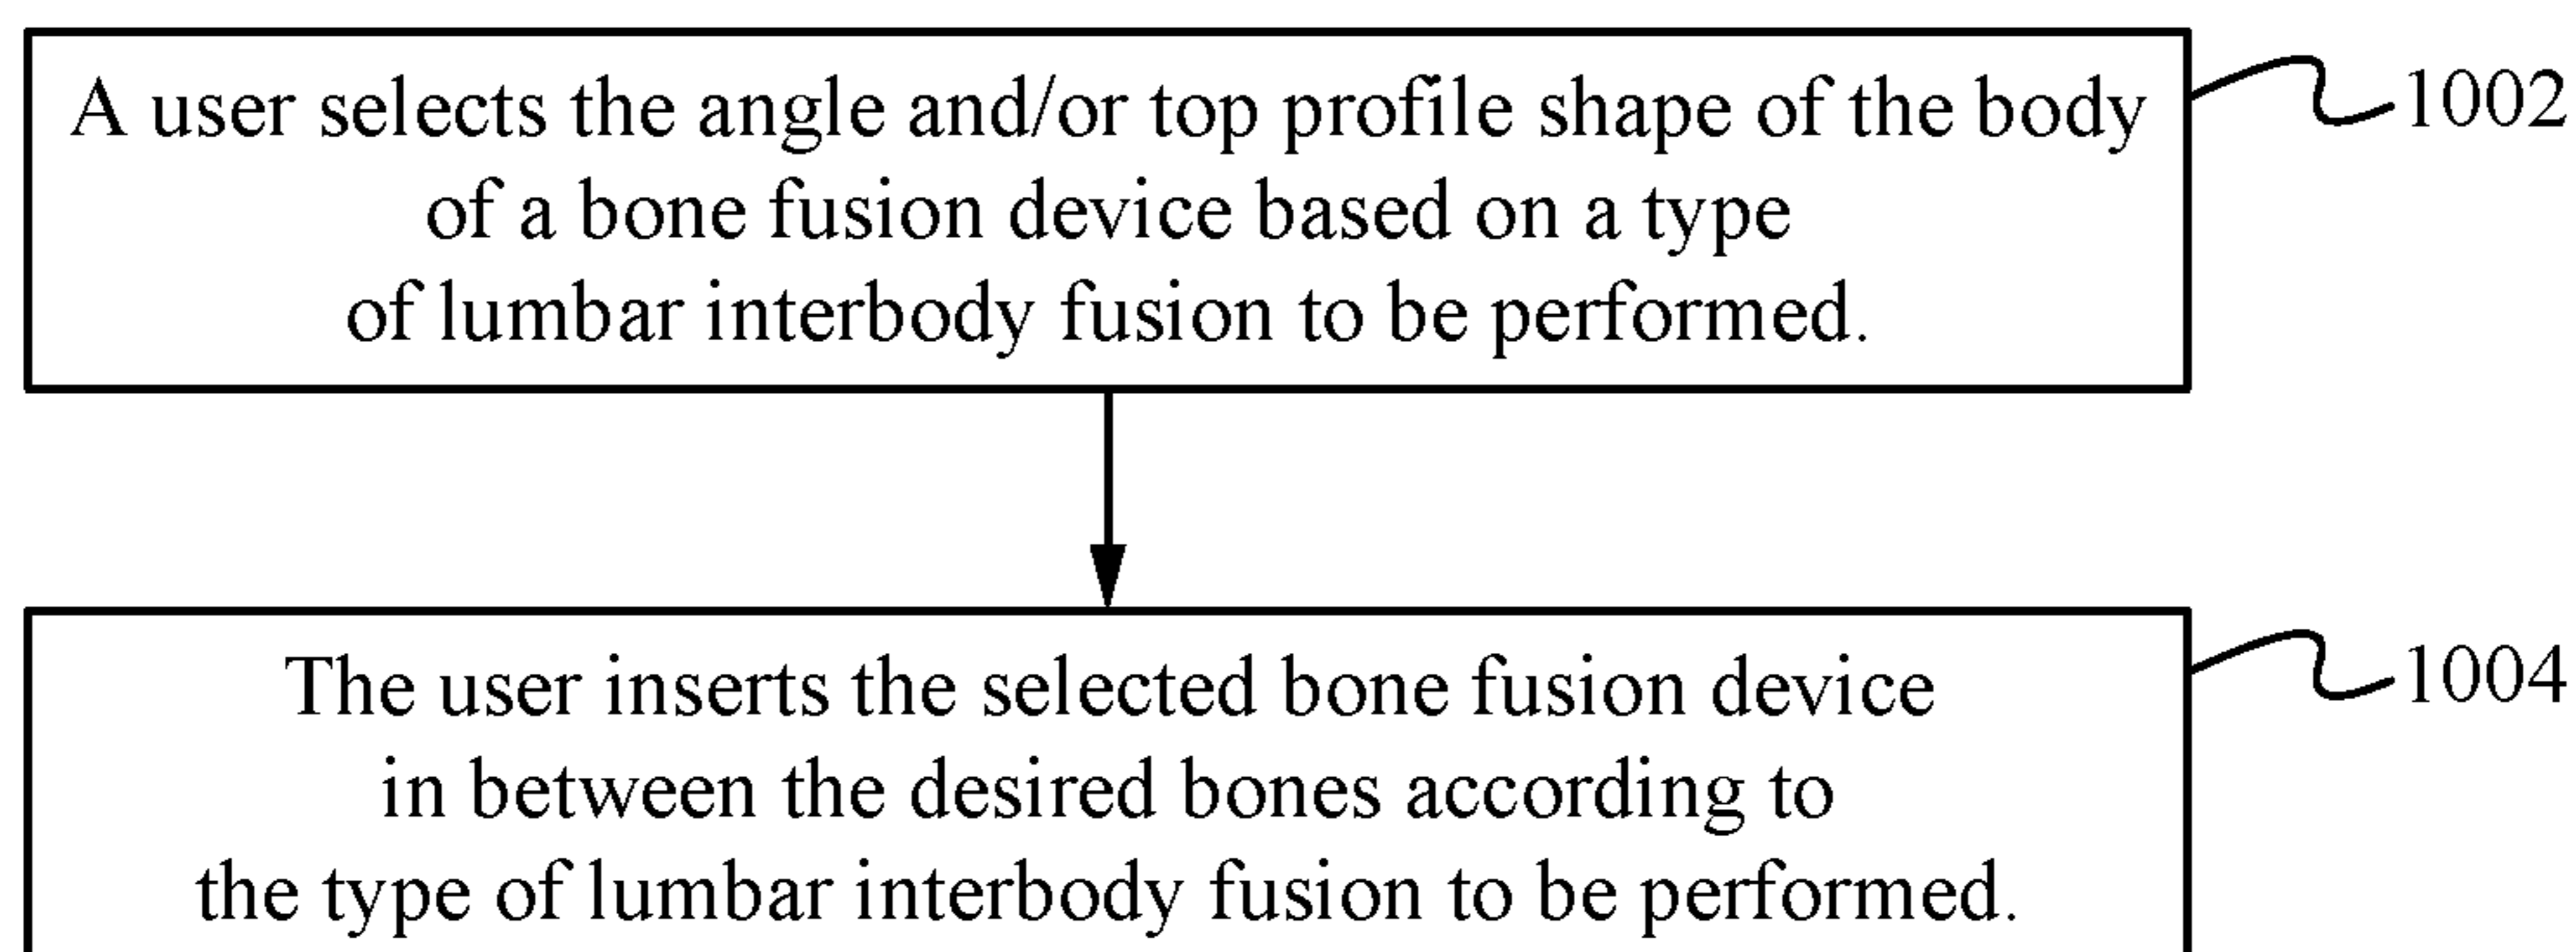 A user selects the angle and/or top profile shape of the body
of a bone fusion device based on a type
of lumbar interbody fusion to be performed.
1002
The user inserts the selected bone fusion device
in between the desired bones according to
the type of lumbar interbody fusion to be performed.
1004